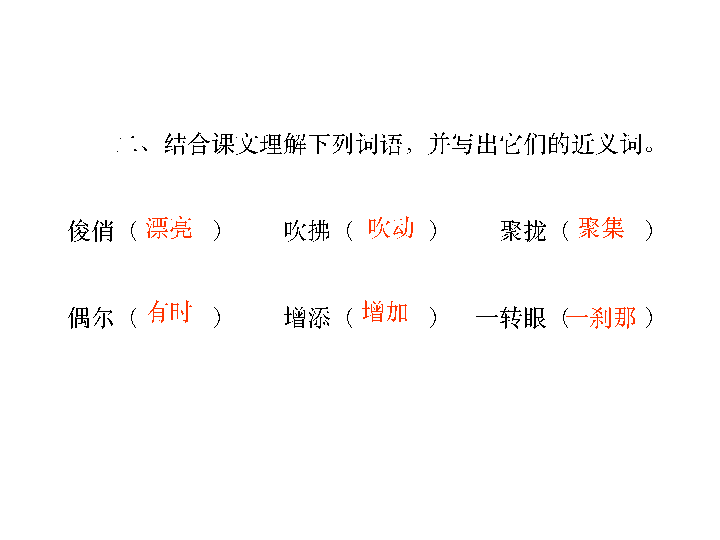 二、结合课文理解下列词语，并写出它们的近义词。
俊俏（漂亮） 吹拂（吹动） 聚拢（聚集）
偶尔（有时） 增添（增加） 一转眼（一刹那）